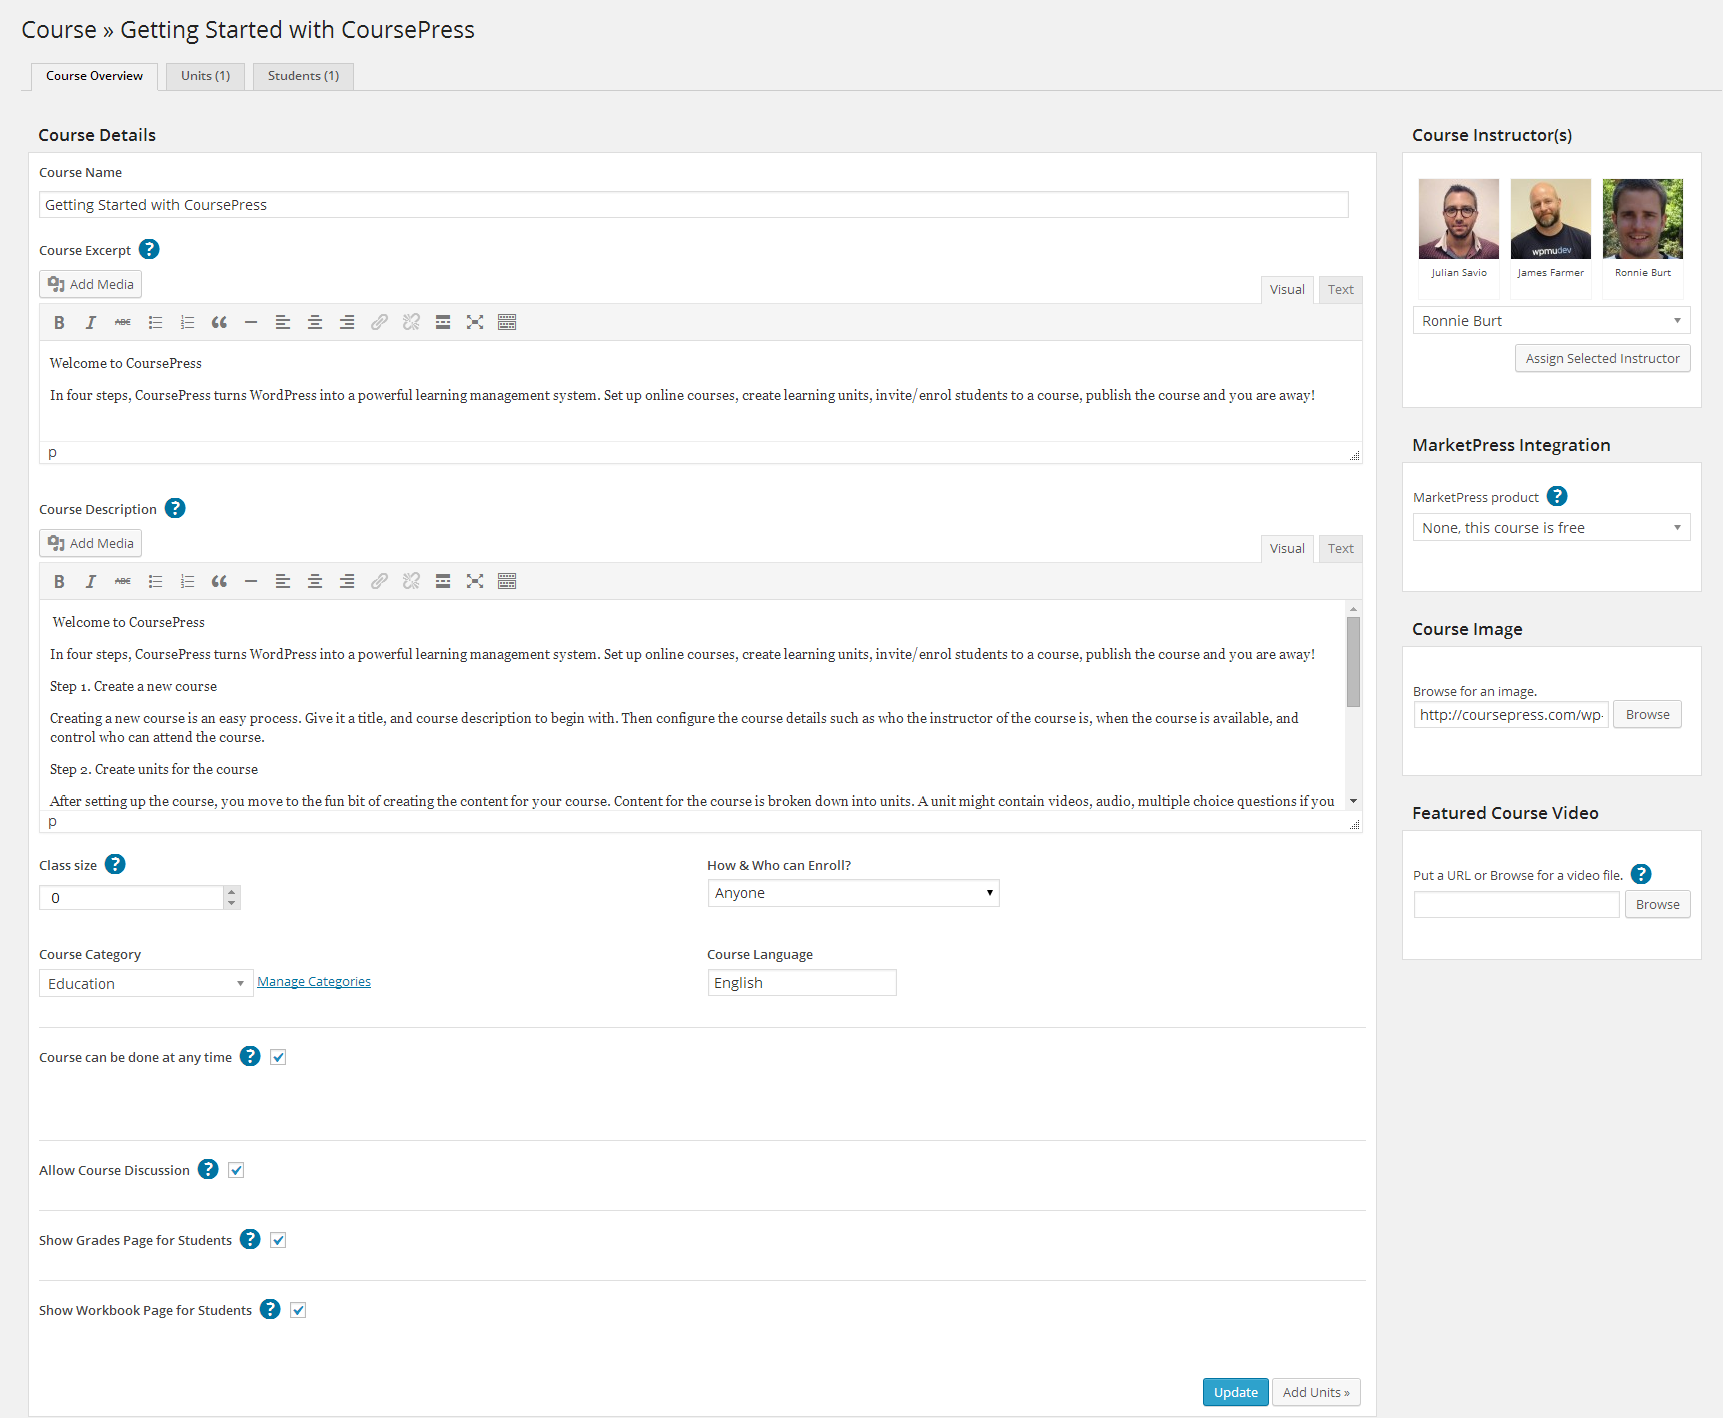 Course » Getting Started with CoursePress
Course Overview
Units (1)
Students (1)
Course Details
Course Name
Getting Started with CoursePress
Course Excerpt ?
Add Media
Visual
Text
B I ABC
Welcome to CoursePress
In four steps, CoursePress turns WordPress into a powerful learning management system. Set up online courses, create learning units, invite/enrol students to a course, publish the course and you are away!
p
Course Description ?
Add Media
Visual
Text
B I ABC
Welcome to CoursePress
In four steps, CoursePress turns WordPress into a powerful learning management system. Set up online courses, create learning units, invite/enrol students to a course, publish the course and you are away!
Step 1. Create a new course
Creating a new course is an easy process. Give it a title, and course description to begin with. Then configure the course details such as who the instructor of the course is, when the course is available, and
control who can attend the course.
Step 2. Create units for the course
After setting up the course, you move to the fun bit of creating the content for your course. Content for the course is broken down into units. A unit might contain videos, audio, multiple choice questions if you
p
Class size ?
0
How & Who can Enroll?
Anyone
Course Category
Education
Manage Categories
Course Language
English
Course can be done at any time ?
Allow Course Discussion ?
Show Grades Page for Students ?
Show Workbook Page for Students ?
Update
Add Units »
Course Instructor(s)
wpmudev
Julian Savio
James Farmer
Ronnie Burt
Ronnie Burt
Assign Selected Instructor
MarketPress Integration
MarketPress product ?
None, this course is free
Course Image
Browse for an image.
http://coursepress.com/wp-
Browse
Featured Course Video
Put a URL or Browse for a video file. ?
Browse